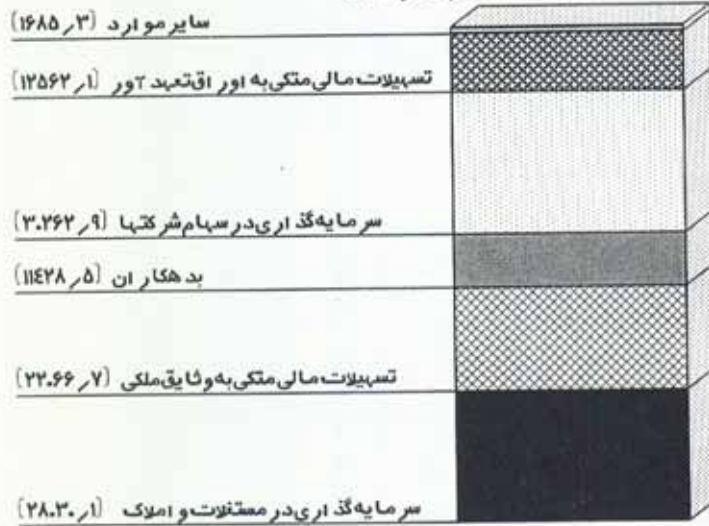 سایر موارد (۱۶۸۵٫۳)
تسهیلات مالی متکی به اوراق تعهد آور (۱۲۵۶۲٫۱)
سرمایه گذاری در سهام شرکتها (۳۰۲۶۲٫۹)
بدهکاران (۱۱۴۲۸٫۵)
تسهیلات مالی متکی به وثایق ملکی (۲۲۰۶۶٫۷)
سرمایه گذاری در مستغلات و املاک (۲۸۰۳۰٫۱)